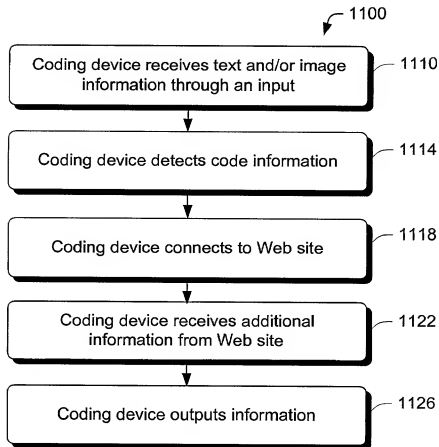 1100
Coding device receives text and/or image
information through an input
1110
Coding device detects code information
1114
Coding device connects to Web site
1118
Coding device receives additional
information from Web site
1122
Coding device outputs information
1126